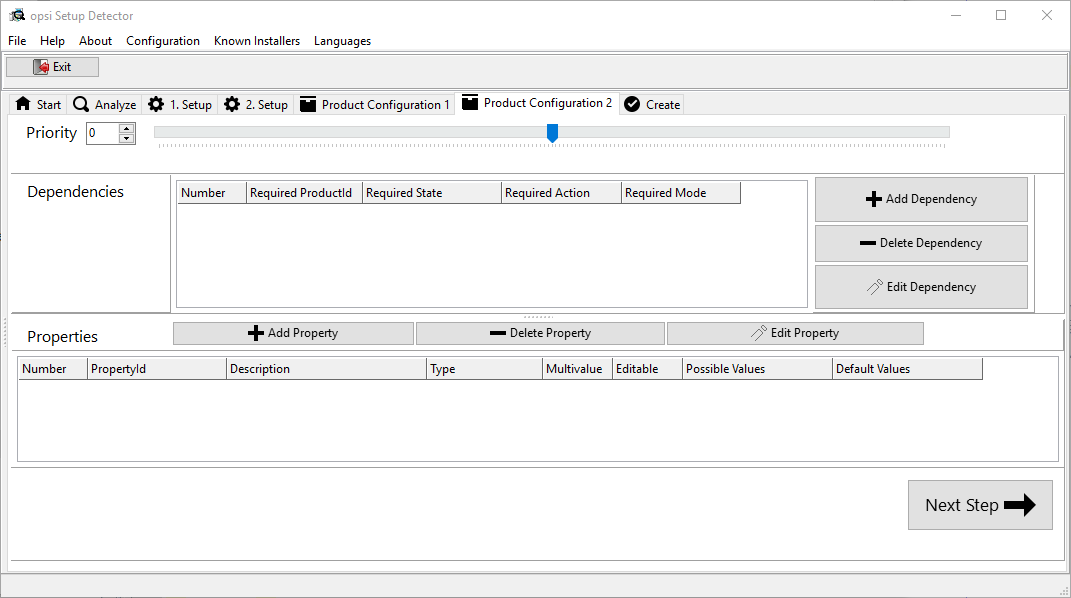 opsi Setup Detector
File Help About Configuration Known Installers Languages
Exit
Start Analyze 1. Setup 2. Setup Product Configuration 1 Product Configuration 2 Create
Priority 0
Dependencies
Number Required ProductId Required State Required Action Required Mode
Add Dependency
Delete Dependency
Edit Dependency
Properties Add Property Delete Property Edit Property
Number PropertyId Description Type Multivalue Editable Possible Values Default Values
Next Step